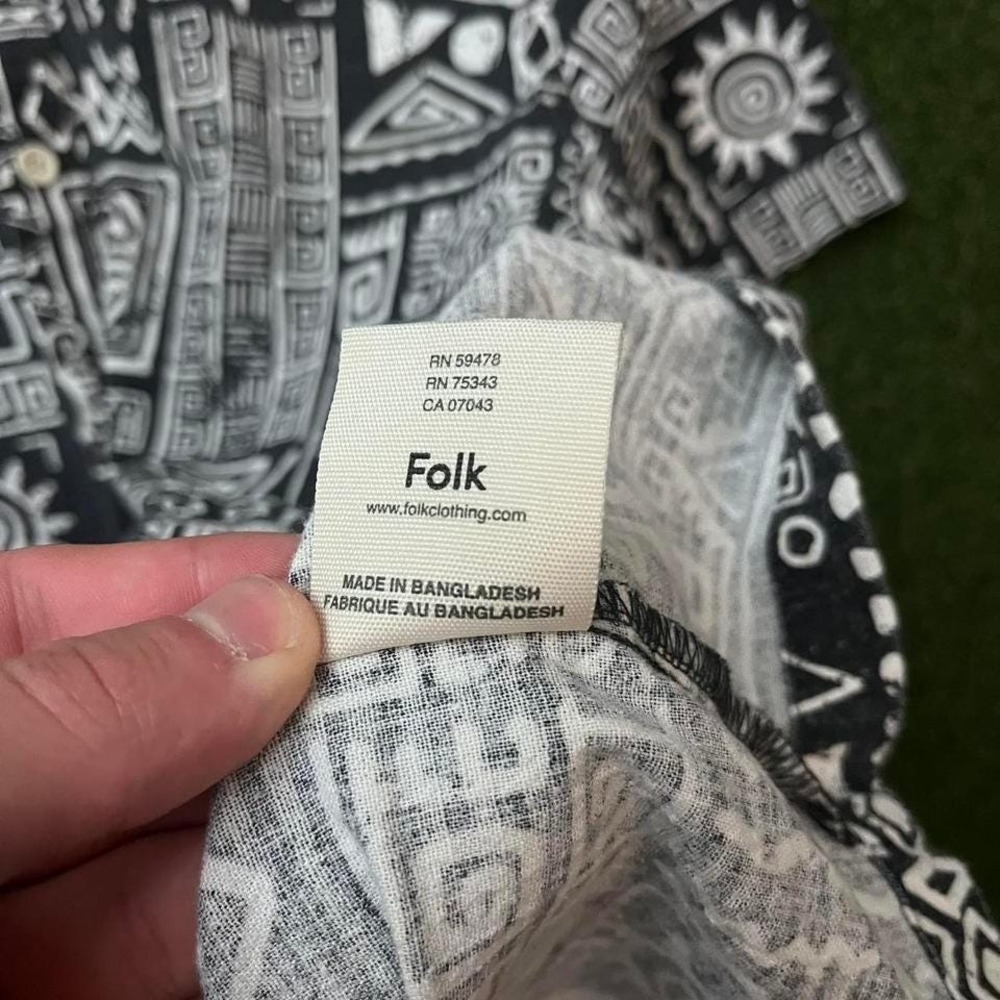 RN 59478
RN 75343
CA 07043
Folk
www.folkclothing.com
MADE IN BANGLADESH
FABRIQUE AU BANGLADESH